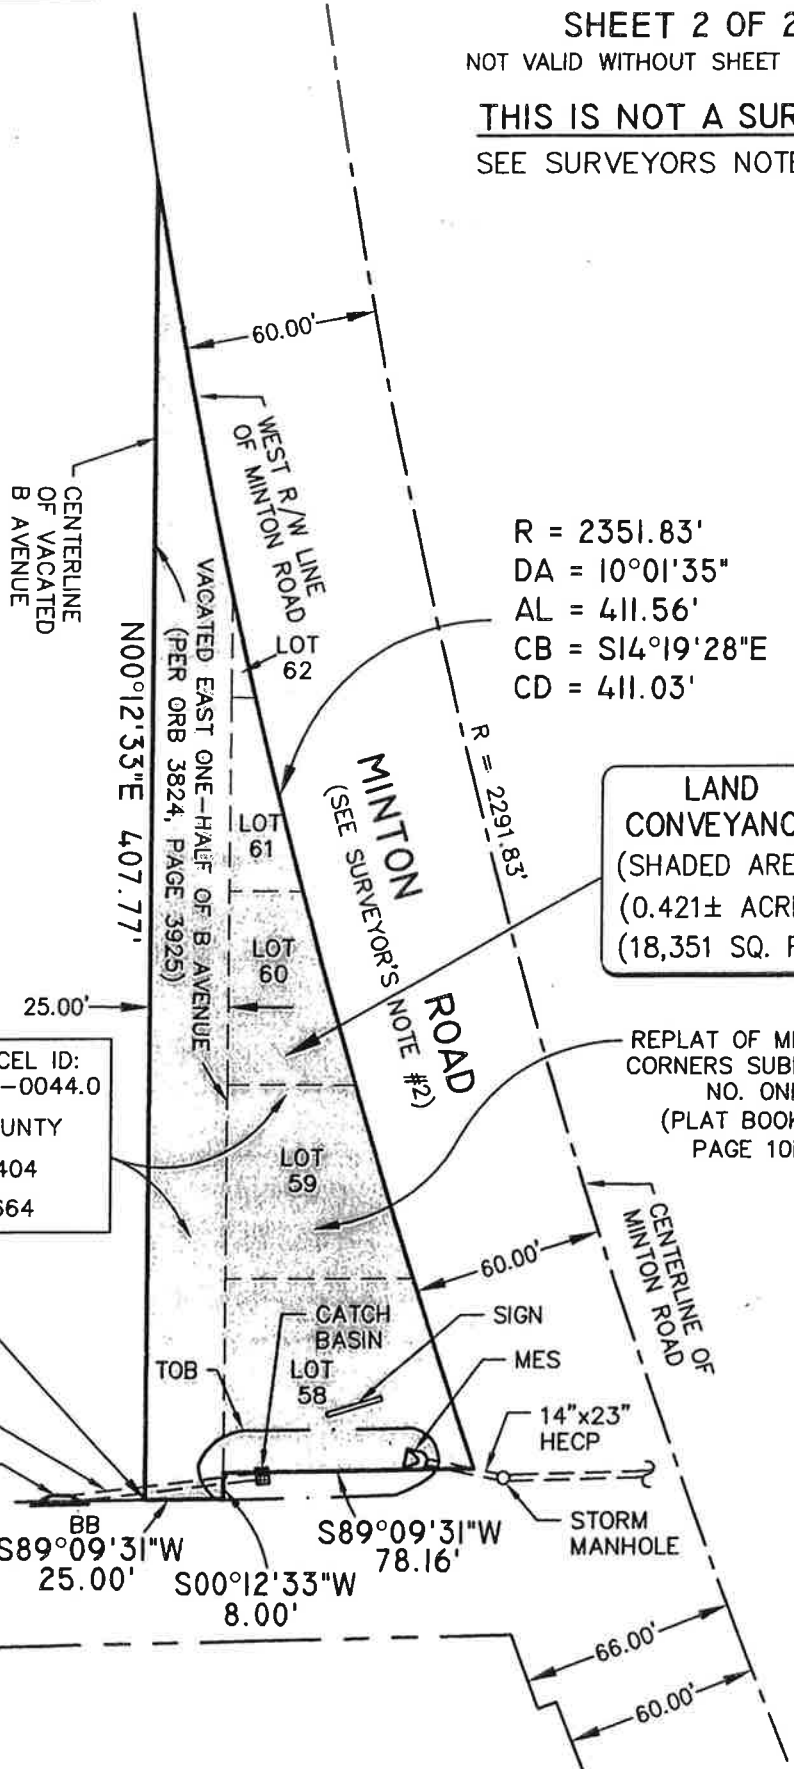 SHEET 2 OF 2
NOT VALID WITHOUT SHEET
THIS IS NOT A SUR
SEE SURVEYORS NOTE
60.00'
WEST R/W LINE
OF MINTON ROAD
CENTERLINE
OF VACATED
B AVENUE
R = 2351.83'
DA = 10°01'35"
AL = 411.56'
CB = S14°19'28"E
CD = 411.03'
LOT
62
VACATED EAST ONE-HALF OF B AVENUE
(PER ORB 3824, PAGE 3925)
N00°12'33"E 407.77'
MINTON ROAD
(SEE SURVEYOR'S NOTE #2)
R = 2291.83'
LAND
CONVEYANC
(SHADED ARE
(0.421± ACR
(18,351 SQ. F
LOT
61
LOT
60
25.00'
CEL ID:
-0044.0
UNTY
404
664
REPLAT OF M
CORNERS SUB
NO. ON
(PLAT BOOK
PAGE 10
LOT
59
CENTERLINE OF
MINTON ROAD
60.00'
CATCH
BASIN
SIGN
TOB
LOT
58
MES
14"x23"
HECP
BB
S89°09'31"W
25.00'
S00°12'33"W
8.00'
S89°09'31"W
78.16'
STORM
MANHOLE
66.00'
60.00'